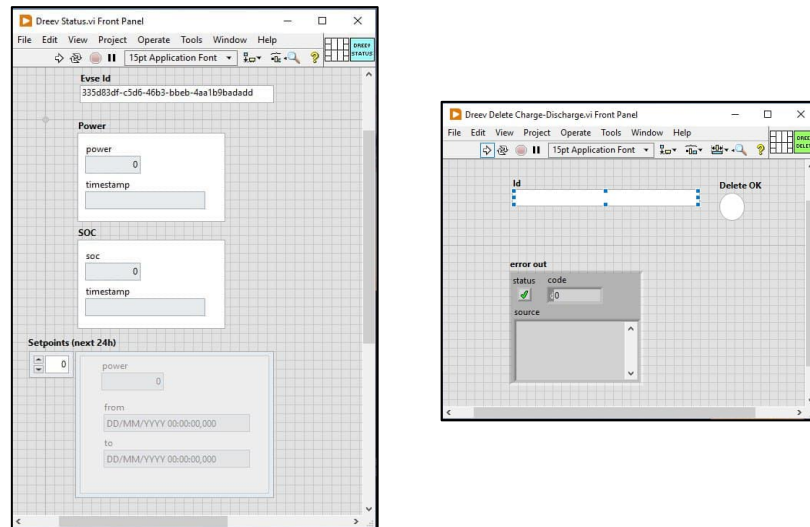 Dreev Status.vi Front Panel
File Edit View Project Operate Tools Window Help
15pt Application Font
DREEV
STATUS
Evse Id
335d83df-c5d6-46b3-bbeb-4aa1b9badadd
Power
power
0
timestamp
SOC
soc
0
timestamp
Setpoints (next 24h)
0
power
0
from
DD/MM/YYYY 00:00:00,000
to
DD/MM/YYYY 00:00:00,000
Dreev Delete Charge-Discharge.vi Front Panel
File Edit View Project Operate Tools Window Help
15pt Application Font
Id
Delete OK
error out
status code
0
source